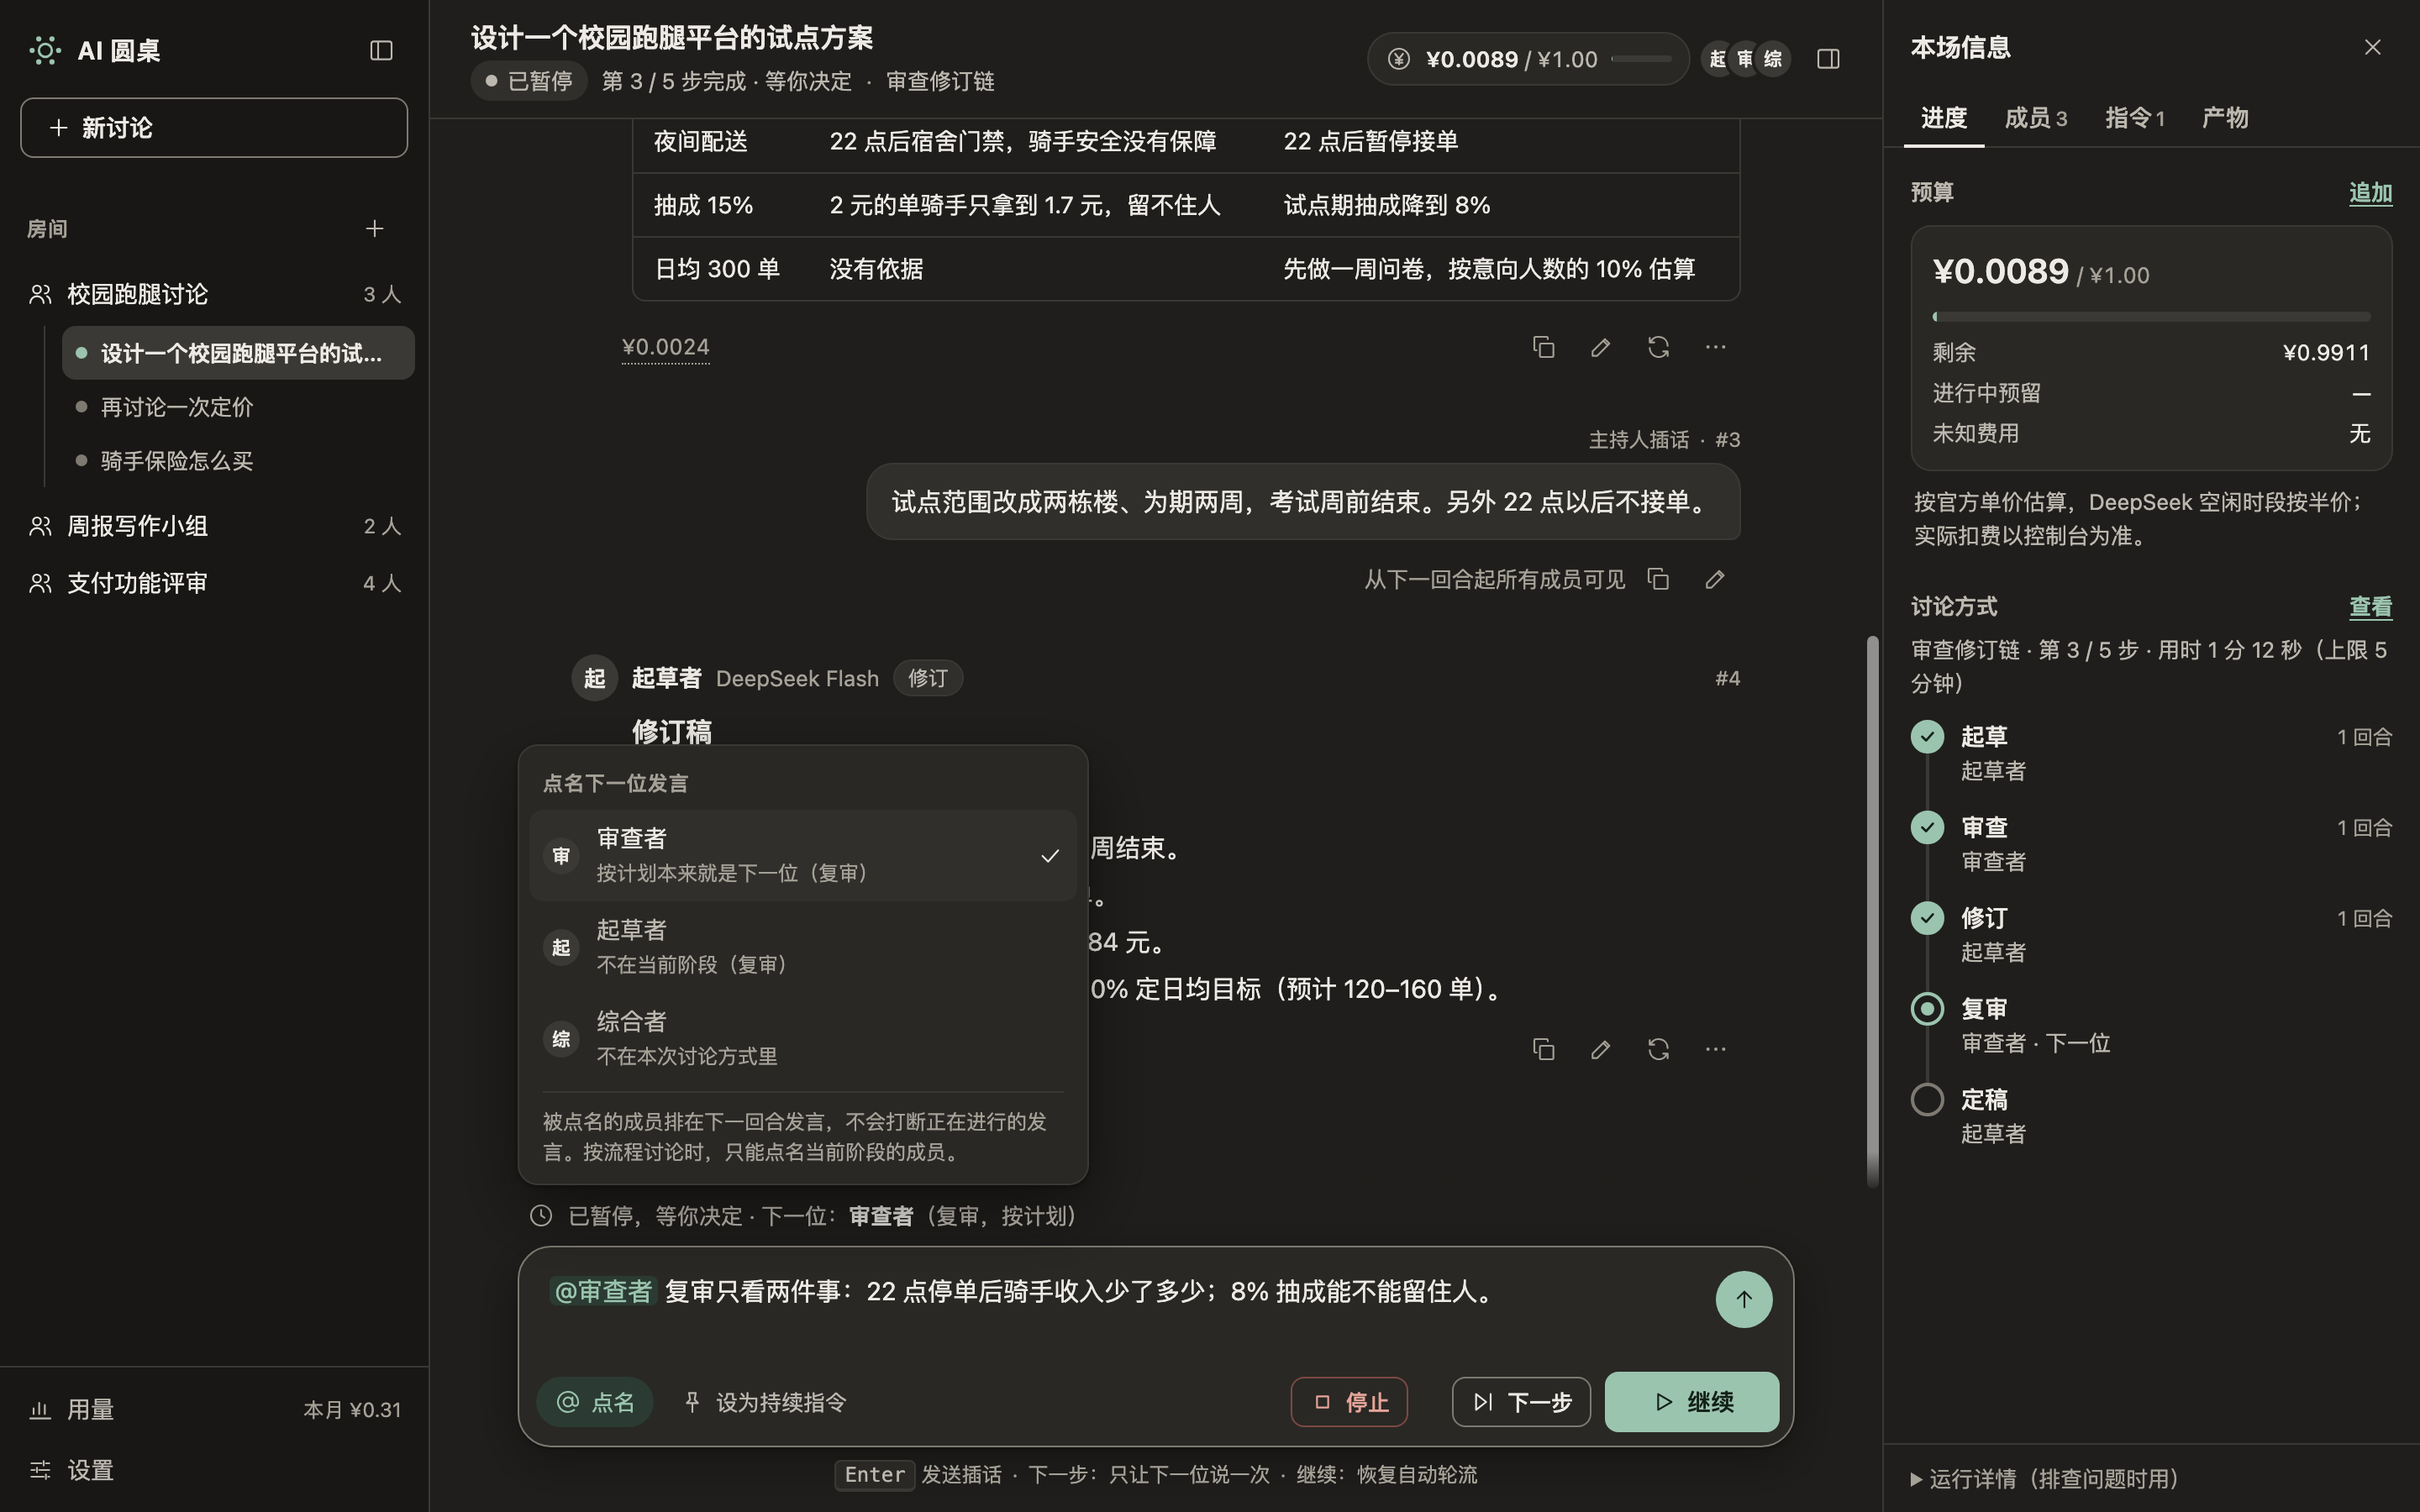 AI 圆桌
新讨论
房间
校园跑腿讨论 3 人
设计一个校园跑腿平台的试...
再讨论一次定价
骑手保险怎么买
周报写作小组 2 人
支付功能评审 4 人
用量 本月 ¥0.31
设置
设计一个校园跑腿平台的试点方案
已暂停 第 3 / 5 步完成 · 等你决定 · 审查修订链
¥0.0089 / ¥1.00
起 审 综
夜间配送 22 点后宿舍门禁，骑手安全没有保障 22 点后暂停接单
抽成 15% 2 元的单骑手只拿到 1.7 元，留不住人 试点期抽成降到 8%
日均 300 单 没有依据 先做一周问卷，按意向人数的 10% 估算
¥0.0024
主持人插话 · #3
试点范围改成两栋楼、为期两周，考试周前结束。另外 22 点以后不接单。
从下一回合起所有成员可见
起 起草者 DeepSeek Flash 修订 #4
修订稿
周结束。
84 元。
0% 定日均目标（预计 120–160 单）。
点名下一位发言
审 审查者
按计划本来就是下一位（复审）
起 起草者
不在当前阶段（复审）
综 综合者
不在本次讨论方式里
被点名的成员排在下一回合发言，不会打断正在进行的发
言。按流程讨论时，只能点名当前阶段的成员。
已暂停，等你决定 · 下一位：审查者（复审，按计划）
@审查者 复审只看两件事：22 点停单后骑手收入少了多少；8% 抽成能不能留住人。
@ 点名 设为持续指令 停止 下一步 继续
Enter 发送插话 · 下一步：只让下一位说一次 · 继续：恢复自动轮流
本场信息
进度 成员 3 指令 1 产物
预算 追加
¥0.0089 / ¥1.00
剩余 ¥0.9911
进行中预留 —
未知费用 无
按官方单价估算，DeepSeek 空闲时段按半价；
实际扣费以控制台为准。
讨论方式 查看
审查修订链 · 第 3 / 5 步 · 用时 1 分 12 秒（上限 5
分钟）
起草 1 回合
起草者
审查 1 回合
审查者
修订 1 回合
起草者
复审
审查者 · 下一位
定稿
起草者
运行详情（排查问题时用）